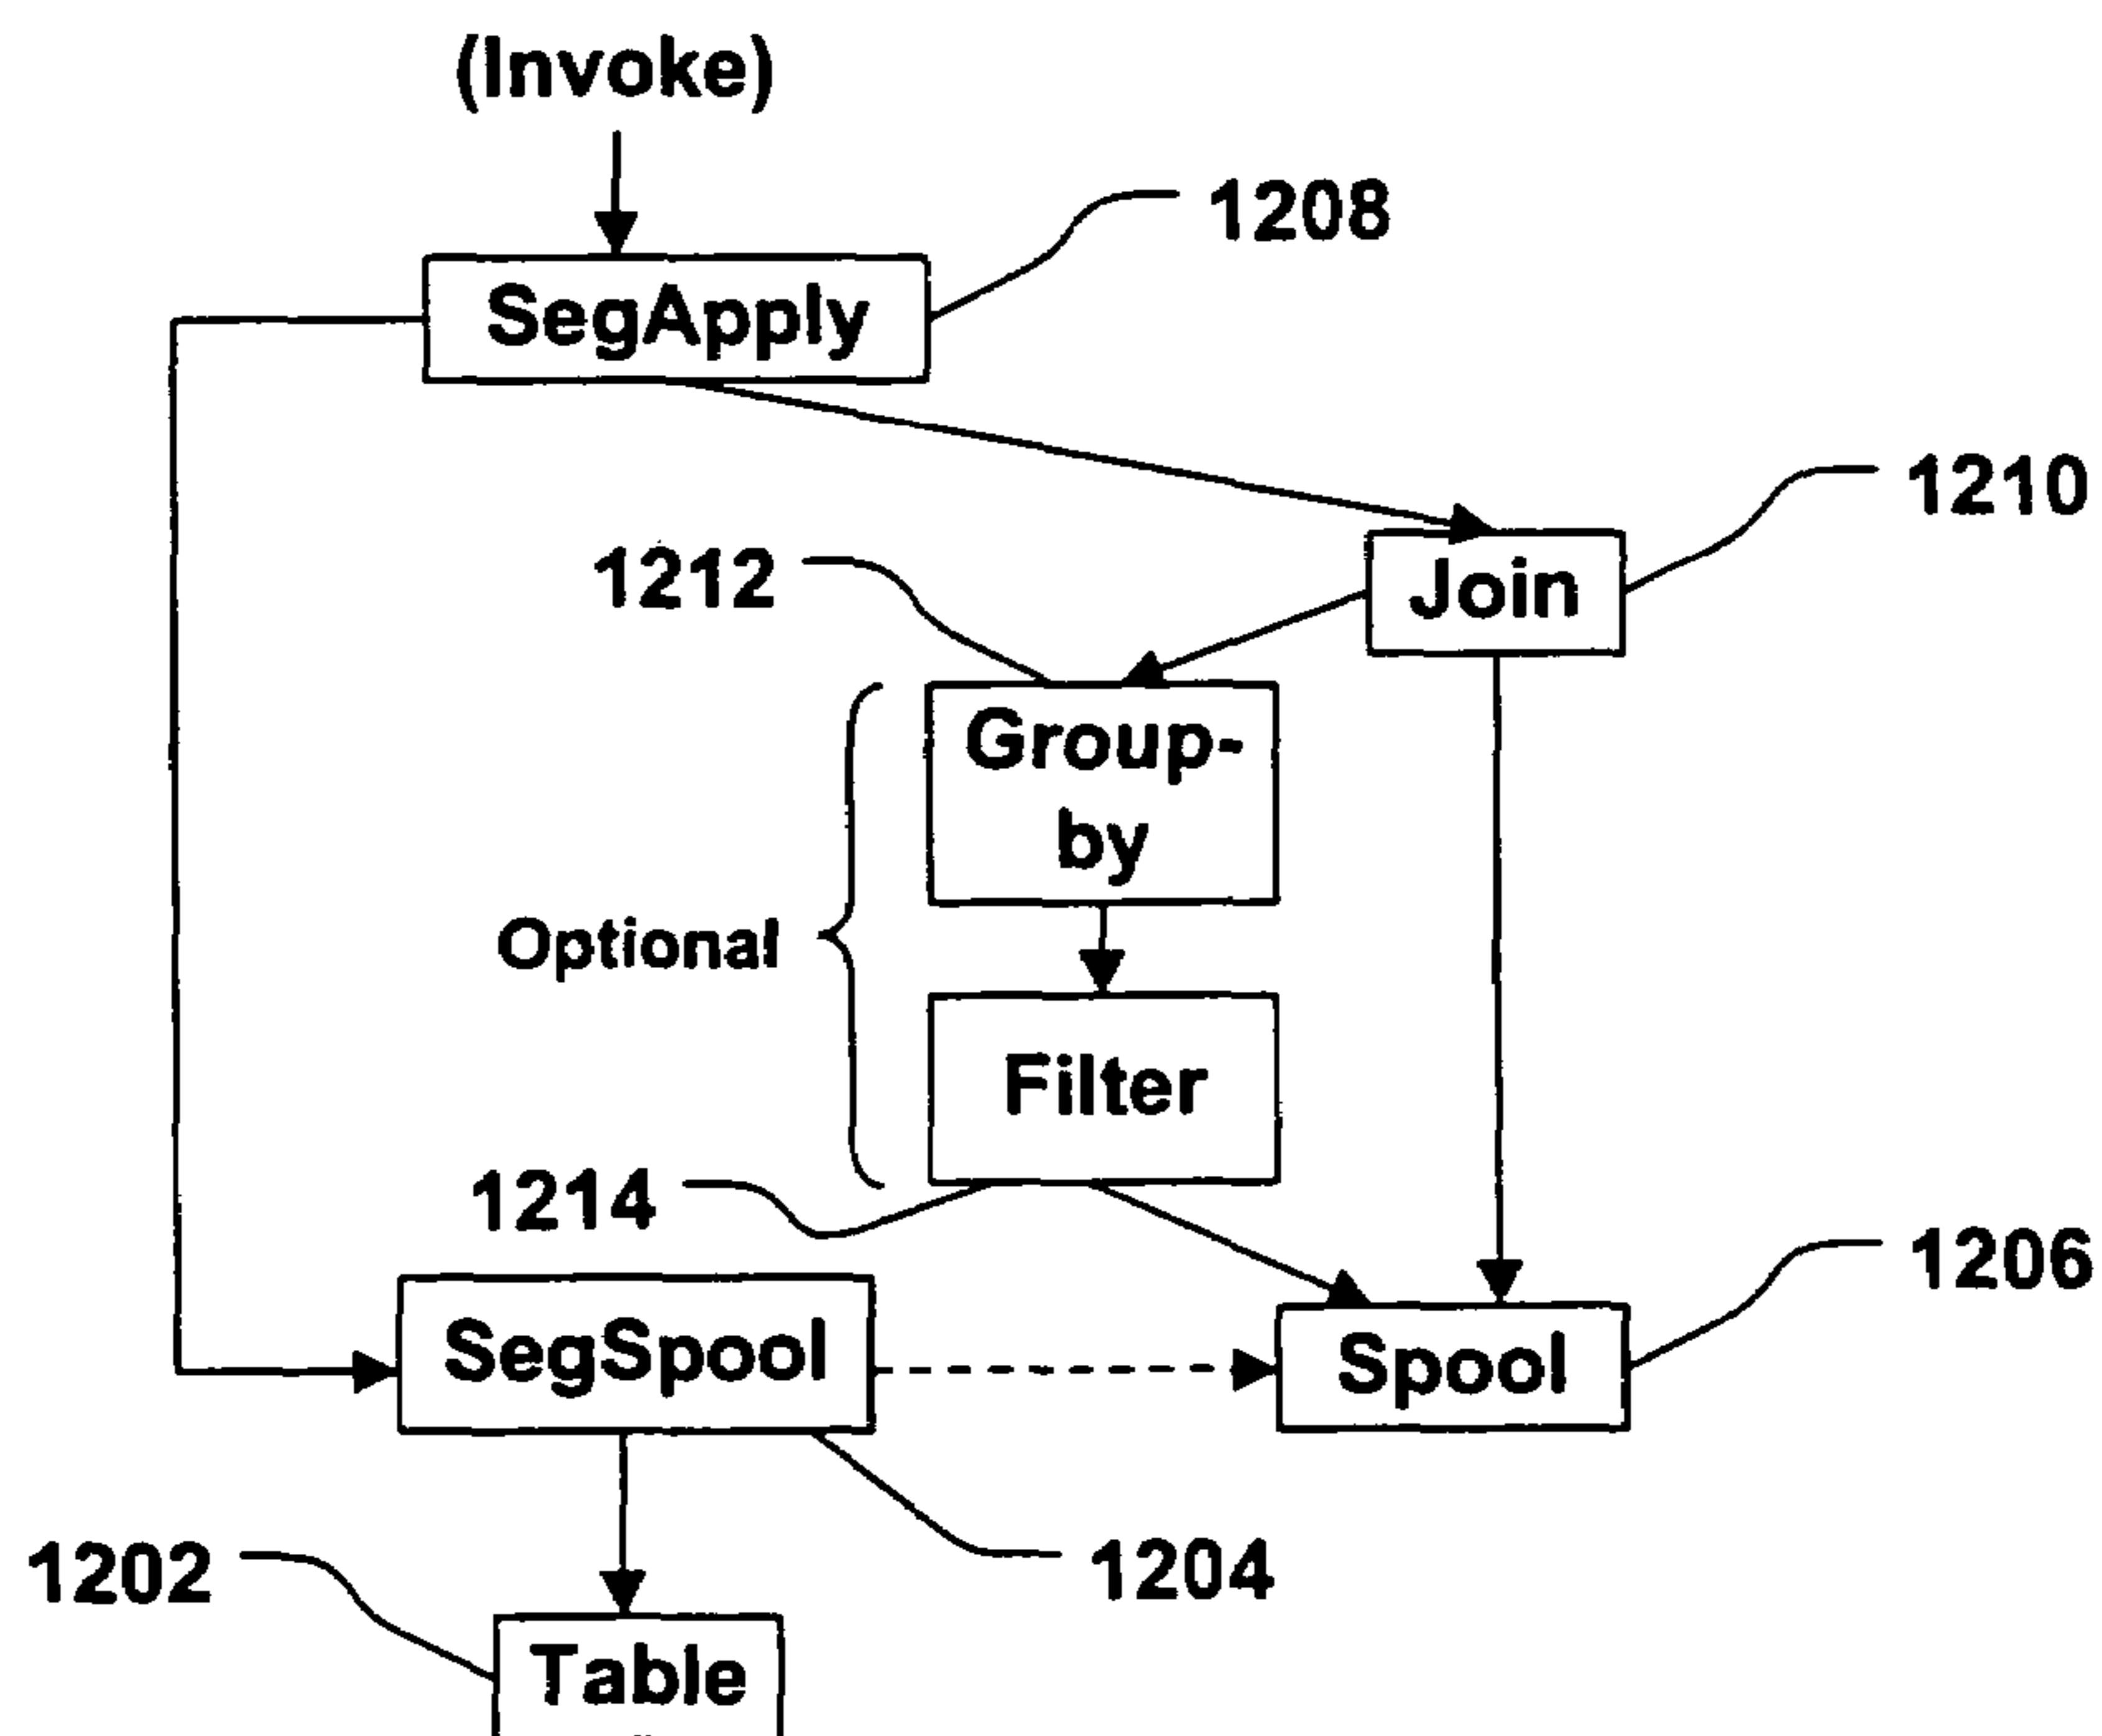 (Invoke)
1208
SegApply
1210
1212
Join
Group-
by
Optional
Filter
1214
1206
SegSpool
Spool
1202
1204
Table